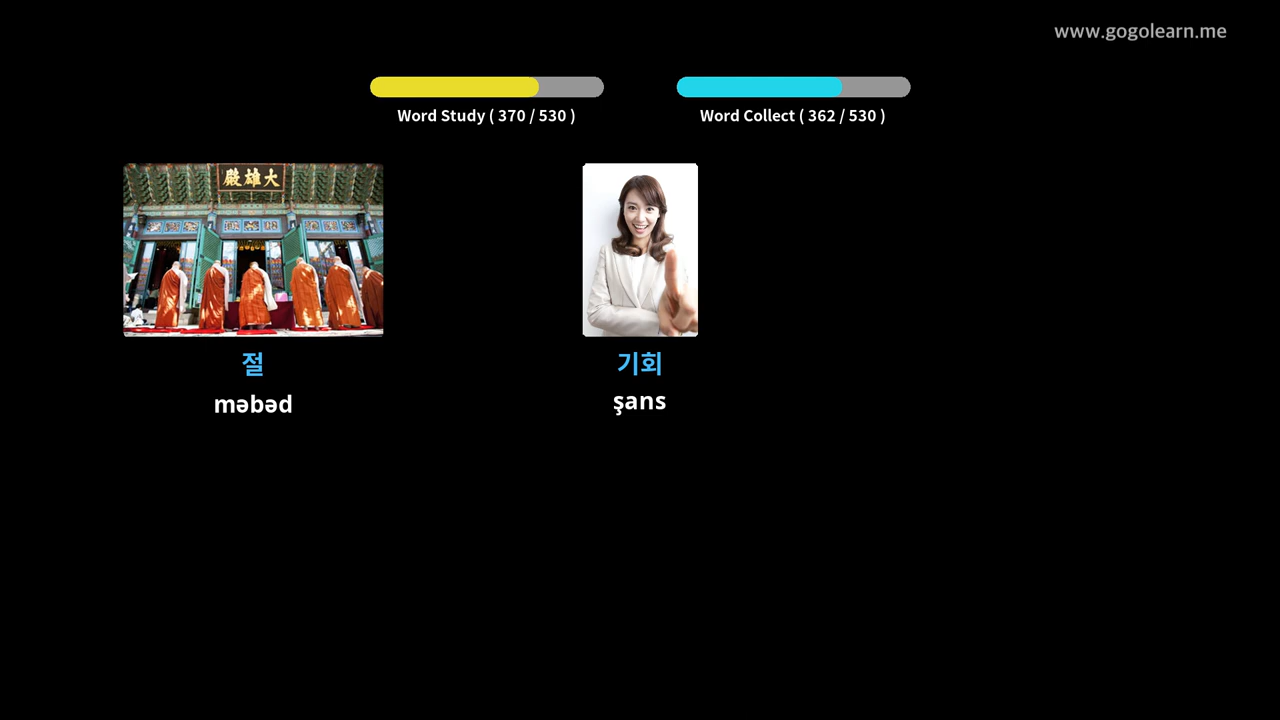 www.gogolearn.me
Word Study ( 370 / 530 )
Word Collect ( 362 / 530 )
殿雄大
절
məbəd
기회
şans